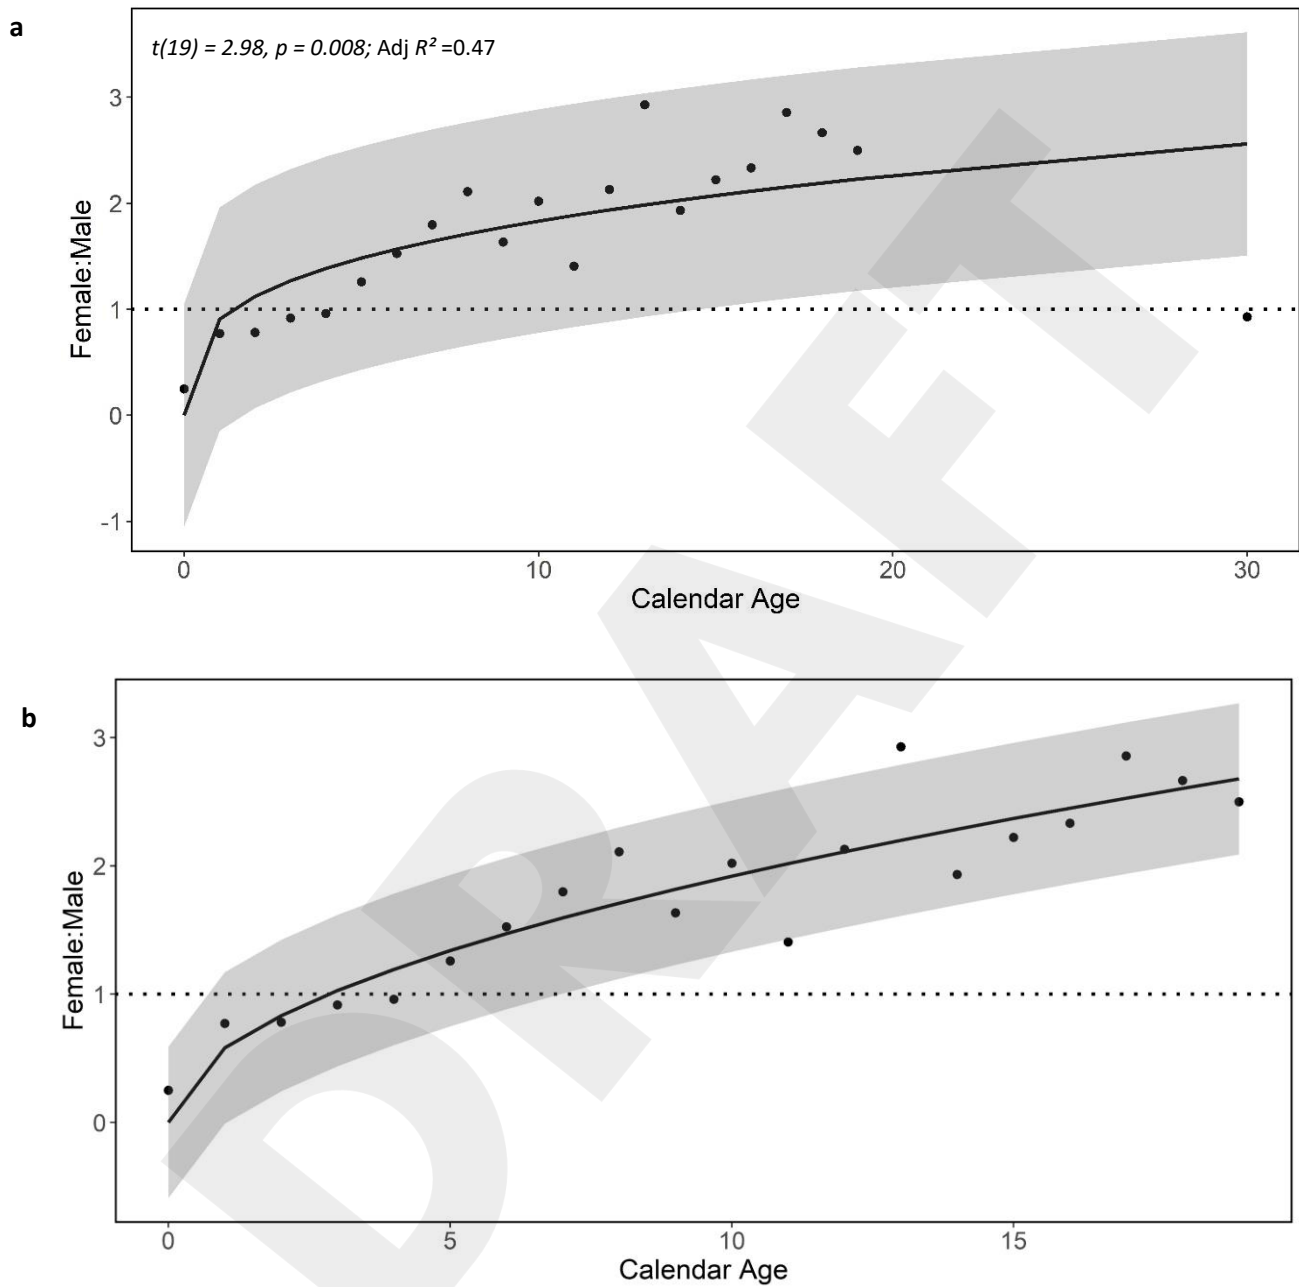 a
t(19) = 2.98, p = 0.008; Adj R² =0.47
3
2
1
0
-1
Female:Male
0 10 20 30
Calendar Age
b
3
2
1
0
Female:Male
0 5 10 15
Calendar Age
DRAFT